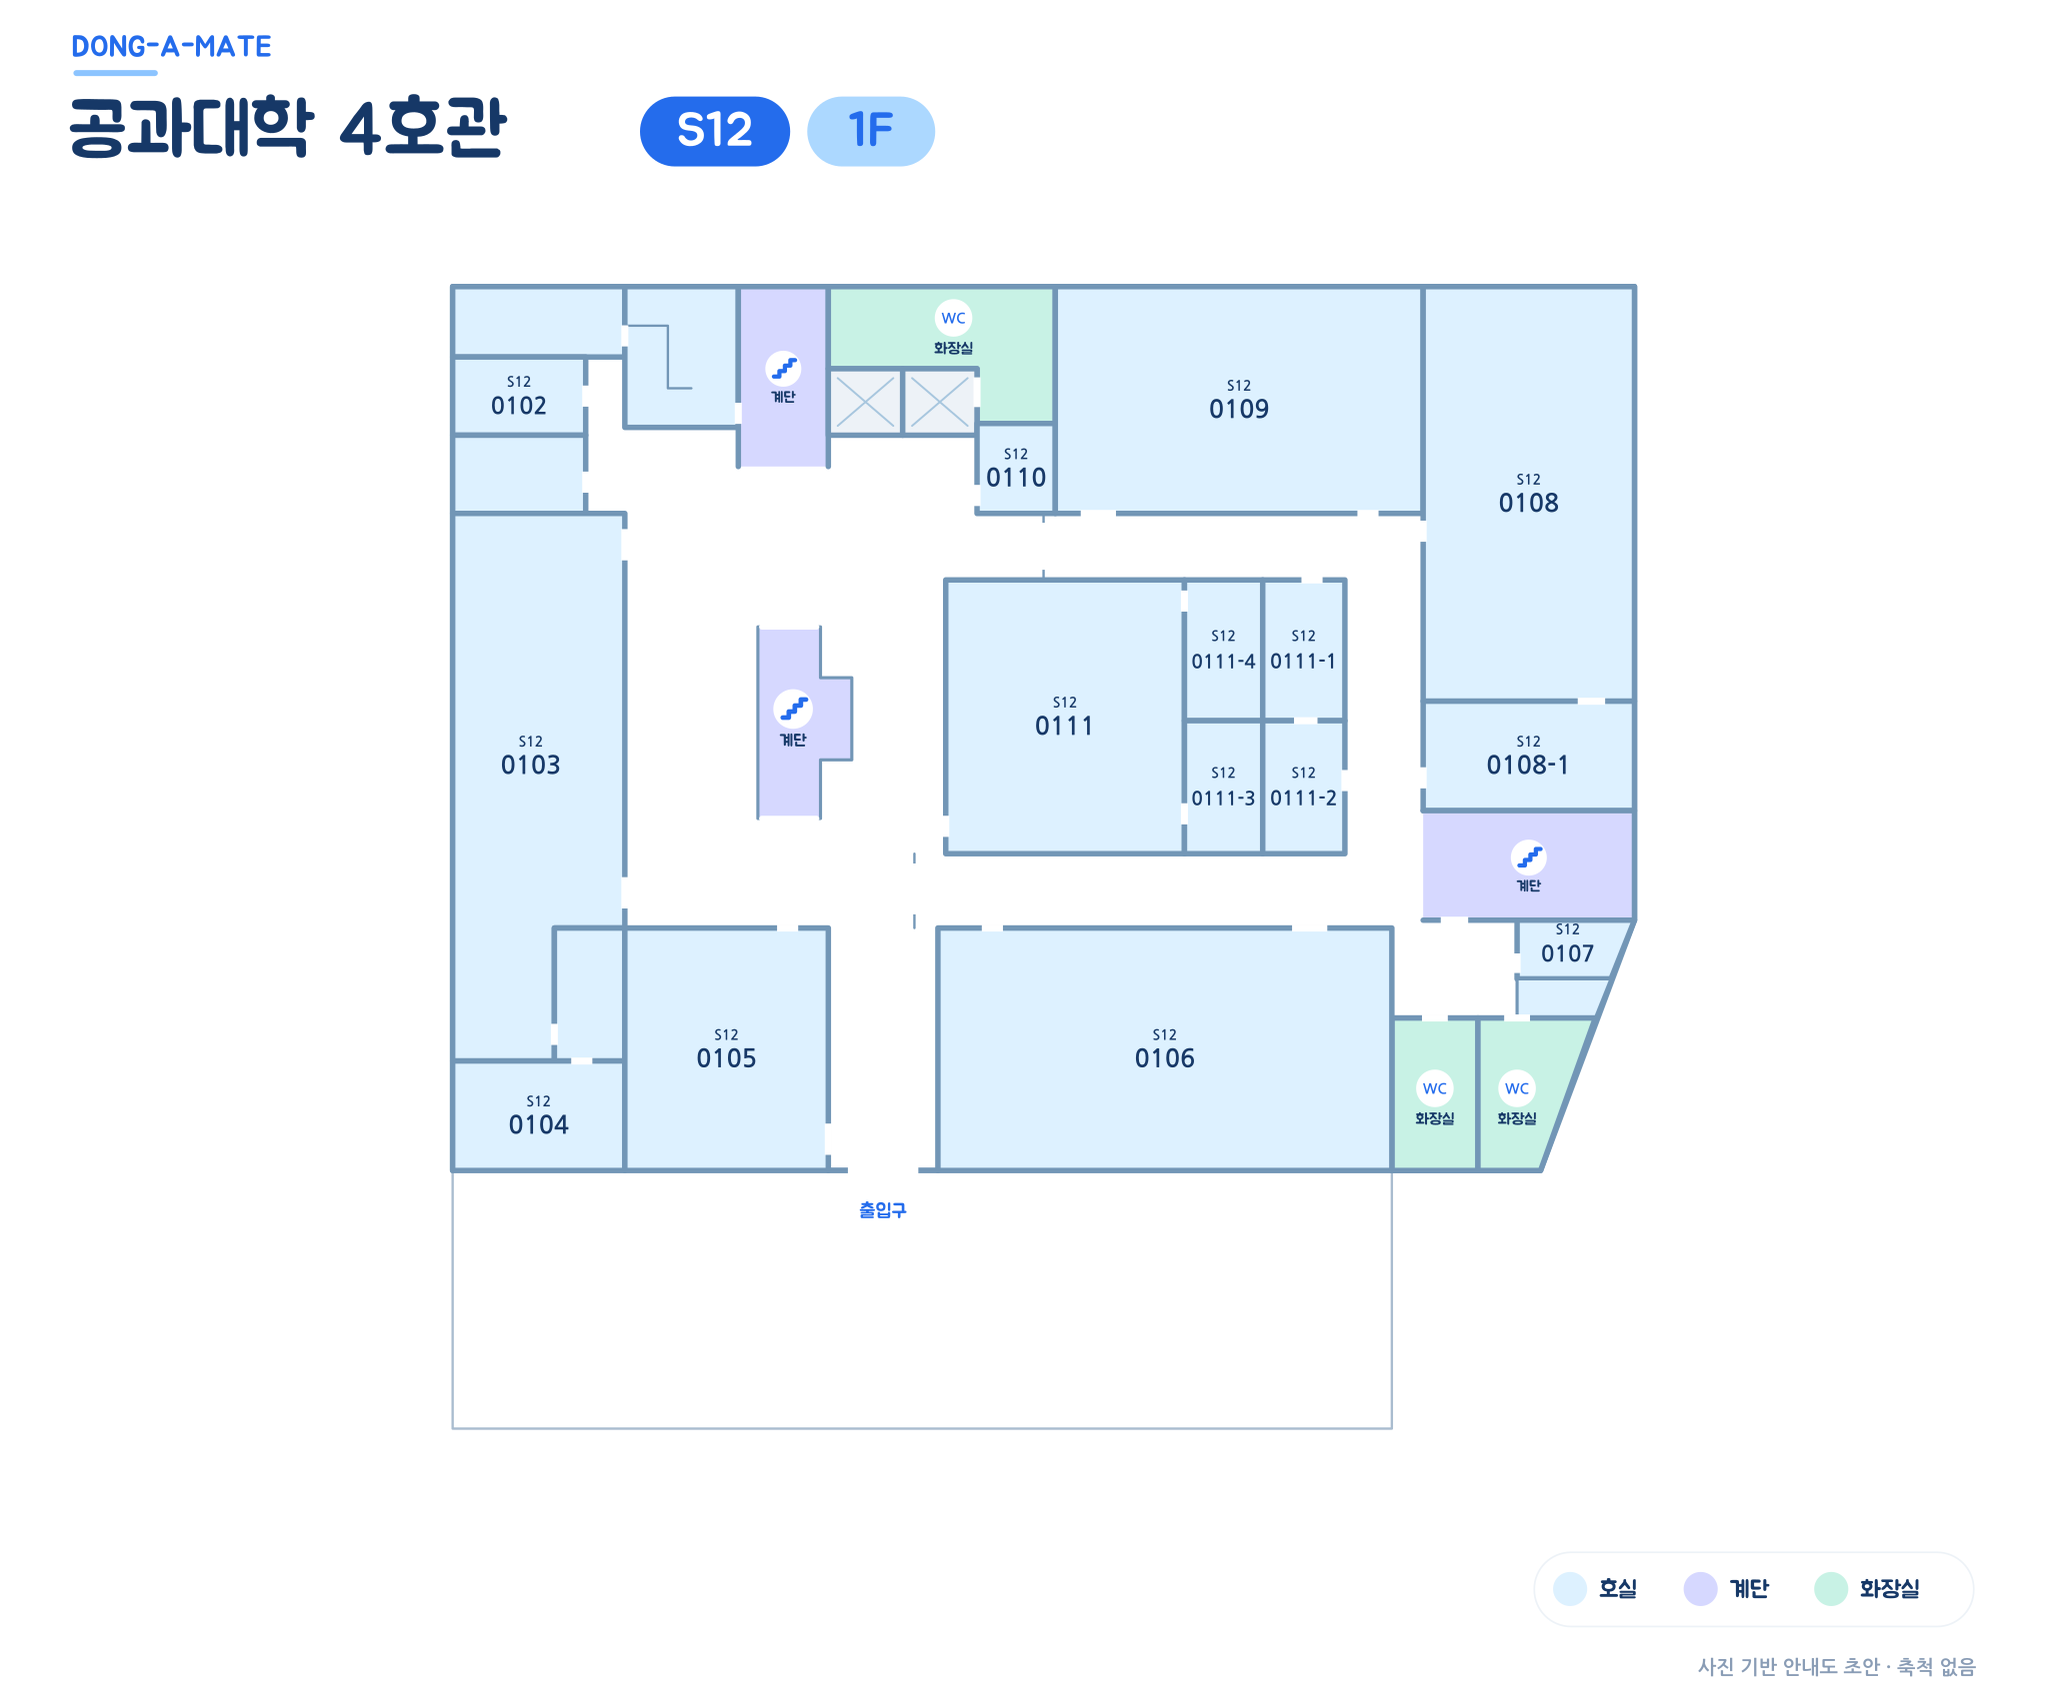 DONG-A-MATE
공과대학 4호관
S12
1F
WC
화장실
계단
S12
0102
S12
0109
S12
0110
S12
0108
S12
0111-4
S12
0111-1
S12
0111
계단
S12
0103
S12
0108-1
S12
0111-3
S12
0111-2
계단
S12
0107
S12
0105
S12
0106
S12
0104
WC
화장실
WC
화장실
출입구
호실
계단
화장실
사진 기반 안내도 초안 · 축척 없음